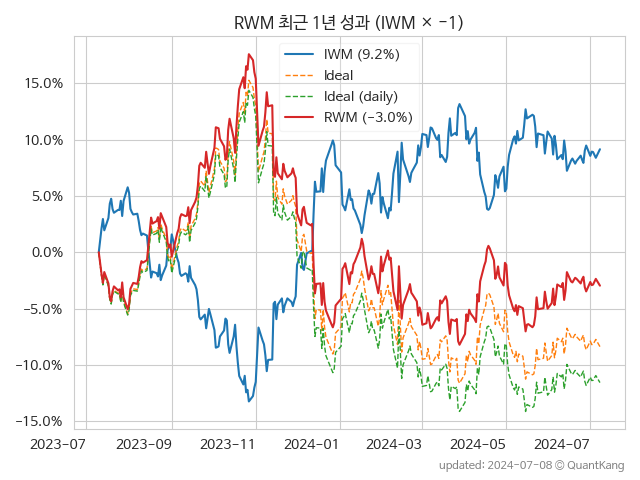 RWM 최근 1년 성과 (IWM × −1)
IWM (9.2%)
Ideal
Ideal (daily)
RWM (−3.0%)
15.0%
10.0%
5.0%
0.0%
−5.0%
−10.0%
−15.0%
2023-07 2023-09 2023-11 2024-01 2024-03 2024-05 2024-07
updated: 2024-07-08 © QuantKang